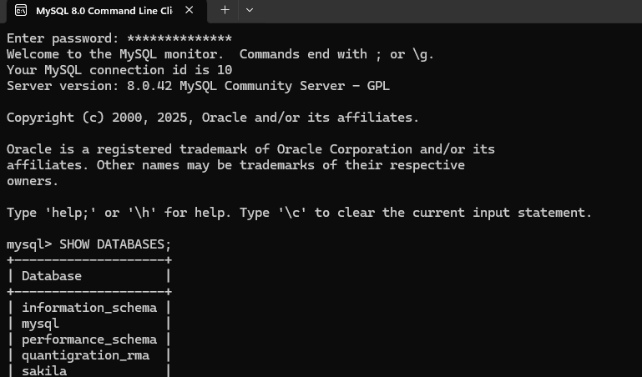 MySQL 8.0 Command Line Cli
Enter password: **************
Welcome to the MySQL monitor.  Commands end with ; or \g.
Your MySQL connection id is 10
Server version: 8.0.42 MySQL Community Server - GPL
Copyright (c) 2000, 2025, Oracle and/or its affiliates.
Oracle is a registered trademark of Oracle Corporation and/or its
affiliates. Other names may be trademarks of their respective
owners.
Type 'help;' or '\h' for help. Type '\c' to clear the current input statement.
mysql> SHOW DATABASES;
+--------------------+
| Database           |
+--------------------+
| information_schema |
| mysql              |
| performance_schema |
| quantigration_rma  |
| sakila             |